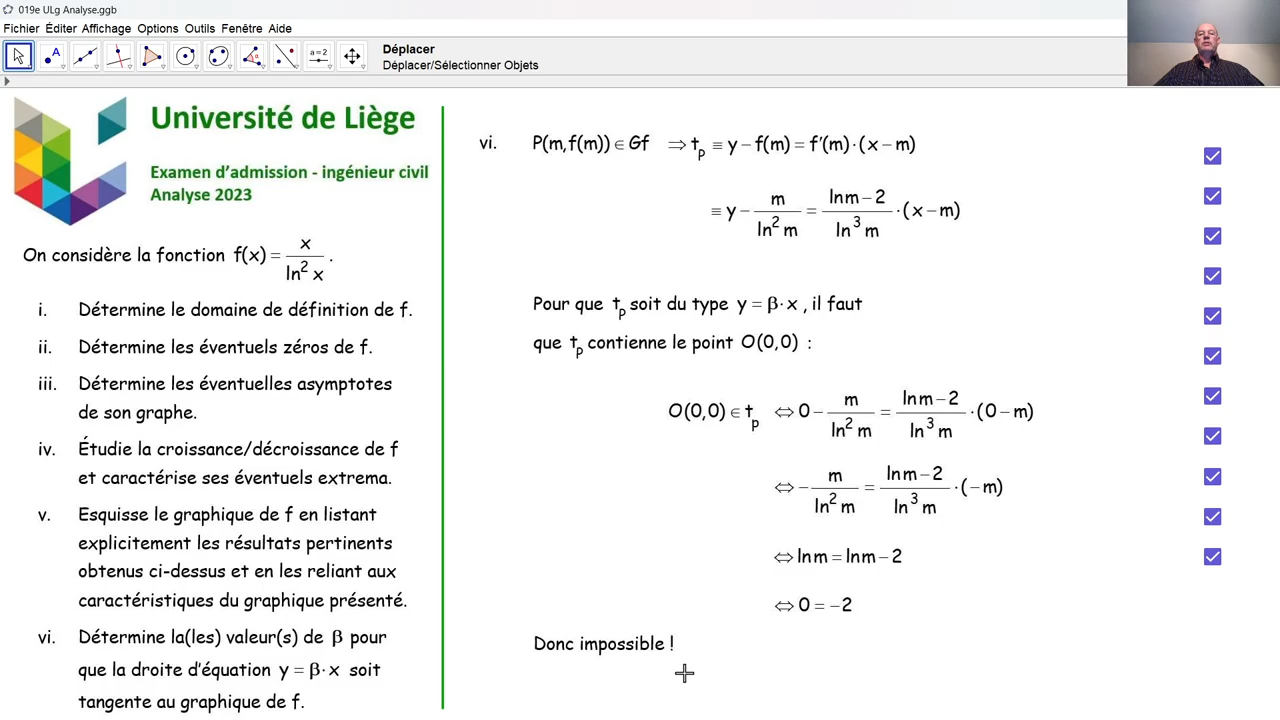 019e ULg Analyse.ggb
Fichier Éditer Affichage Options Outils Fenêtre Aide
A
a=2
Déplacer
Déplacer/Sélectionner Objets
Université de Liège
Examen d'admission - ingénieur civil
Analyse 2023
On considère la fonction f(x) = x / ln² x .
i. Détermine le domaine de définition de f.
ii. Détermine les éventuels zéros de f.
iii. Détermine les éventuelles asymptotes
de son graphe.
iv. Étudie la croissance/décroissance de f
et caractérise ses éventuels extrema.
v. Esquisse le graphique de f en listant
explicitement les résultats pertinents
obtenus ci-dessus et en les reliant aux
caractéristiques du graphique présenté.
vi. Détermine la(les) valeur(s) de β pour
que la droite d'équation y = β · x soit
tangente au graphique de f.
vi. P(m,f(m)) ∈ Gf ⇒ t_p ≡ y − f(m) = f'(m) · (x − m)
≡ y − m / ln² m = (ln m − 2) / ln³ m · (x − m)
Pour que t_p soit du type y = β · x , il faut
que t_p contienne le point O(0,0) :
O(0,0) ∈ t_p ⇔ 0 − m / ln² m = (ln m − 2) / ln³ m · (0 − m)
⇔ − m / ln² m = (ln m − 2) / ln³ m · (− m)
⇔ ln m = ln m − 2
⇔ 0 = −2
Donc impossible !